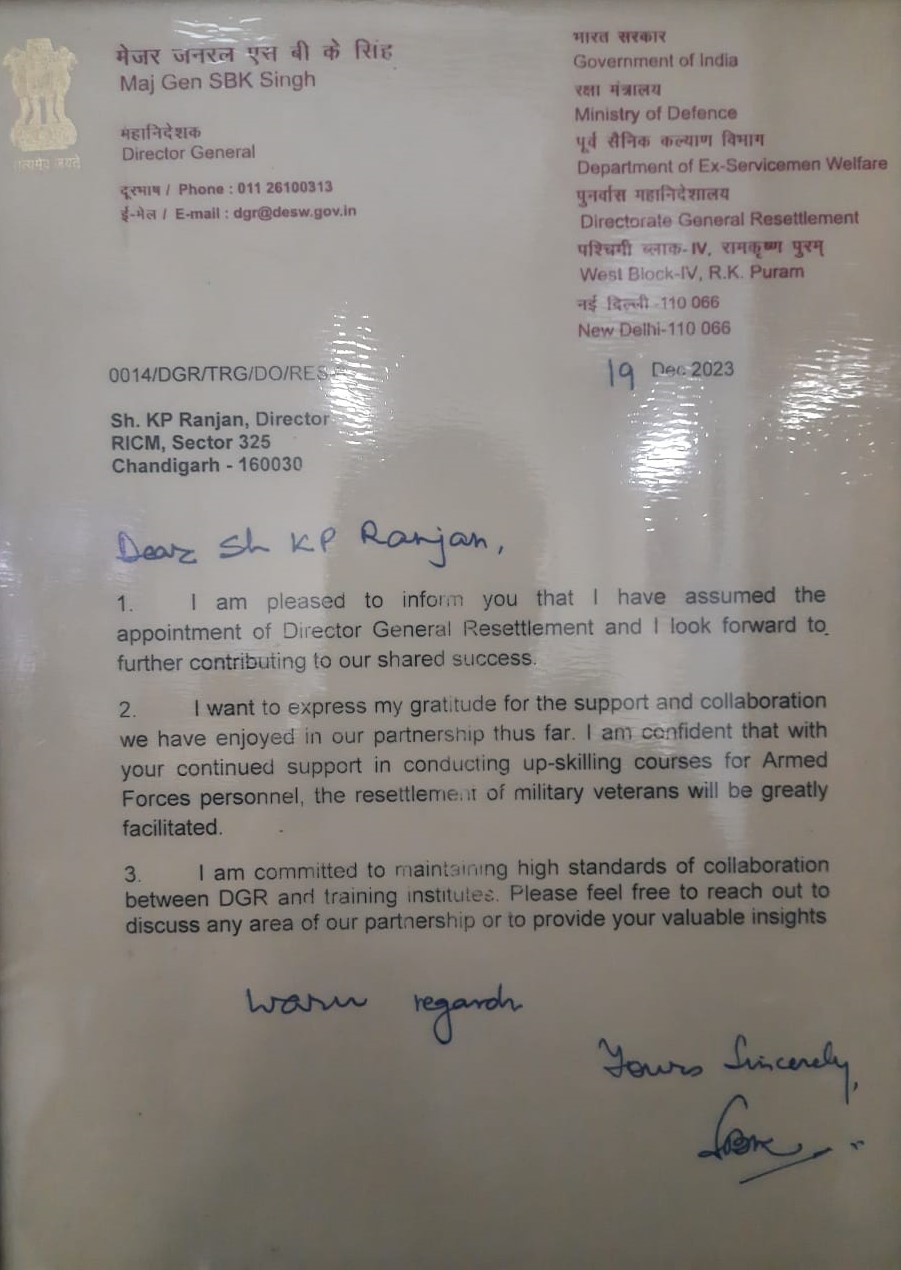 मेजर जनरल एस बी के सिंह
Maj Gen SBK Singh
महानिदेशक
Director General
दूरभाष / Phone : 011 26100313
ई-मेल / E-mail : dgr@desw.gov.in
सत्यमेव जयते
भारत सरकार
Government of India
रक्षा मंत्रालय
Ministry of Defence
पूर्व सैनिक कल्याण विभाग
Department of Ex-Servicemen Welfare
पुनर्वास महानिदेशालय
Directorate General Resettlement
पश्चिमी ब्लाक-IV, रामकृष्ण पुरम्
West Block-IV, R.K. Puram
नई दिल्ली -110 066
New Delhi-110 066
0014/DGR/TRG/DO/RES
19 Dec 2023
Sh. KP Ranjan, Director
RICM, Sector 325
Chandigarh - 160030
Dear Sh KP Ranjan,
1. I am pleased to inform you that I have assumed the
appointment of Director General Resettlement and I look forward to
further contributing to our shared success.
2. I want to express my gratitude for the support and collaboration
we have enjoyed in our partnership thus far. I am confident that with
your continued support in conducting up-skilling courses for Armed
Forces personnel, the resettlement of military veterans will be greatly
facilitated.
3. I am committed to maintaining high standards of collaboration
between DGR and training institutes. Please feel free to reach out to
discuss any area of our partnership or to provide your valuable insights
Warm regards
Yours Sincerely,